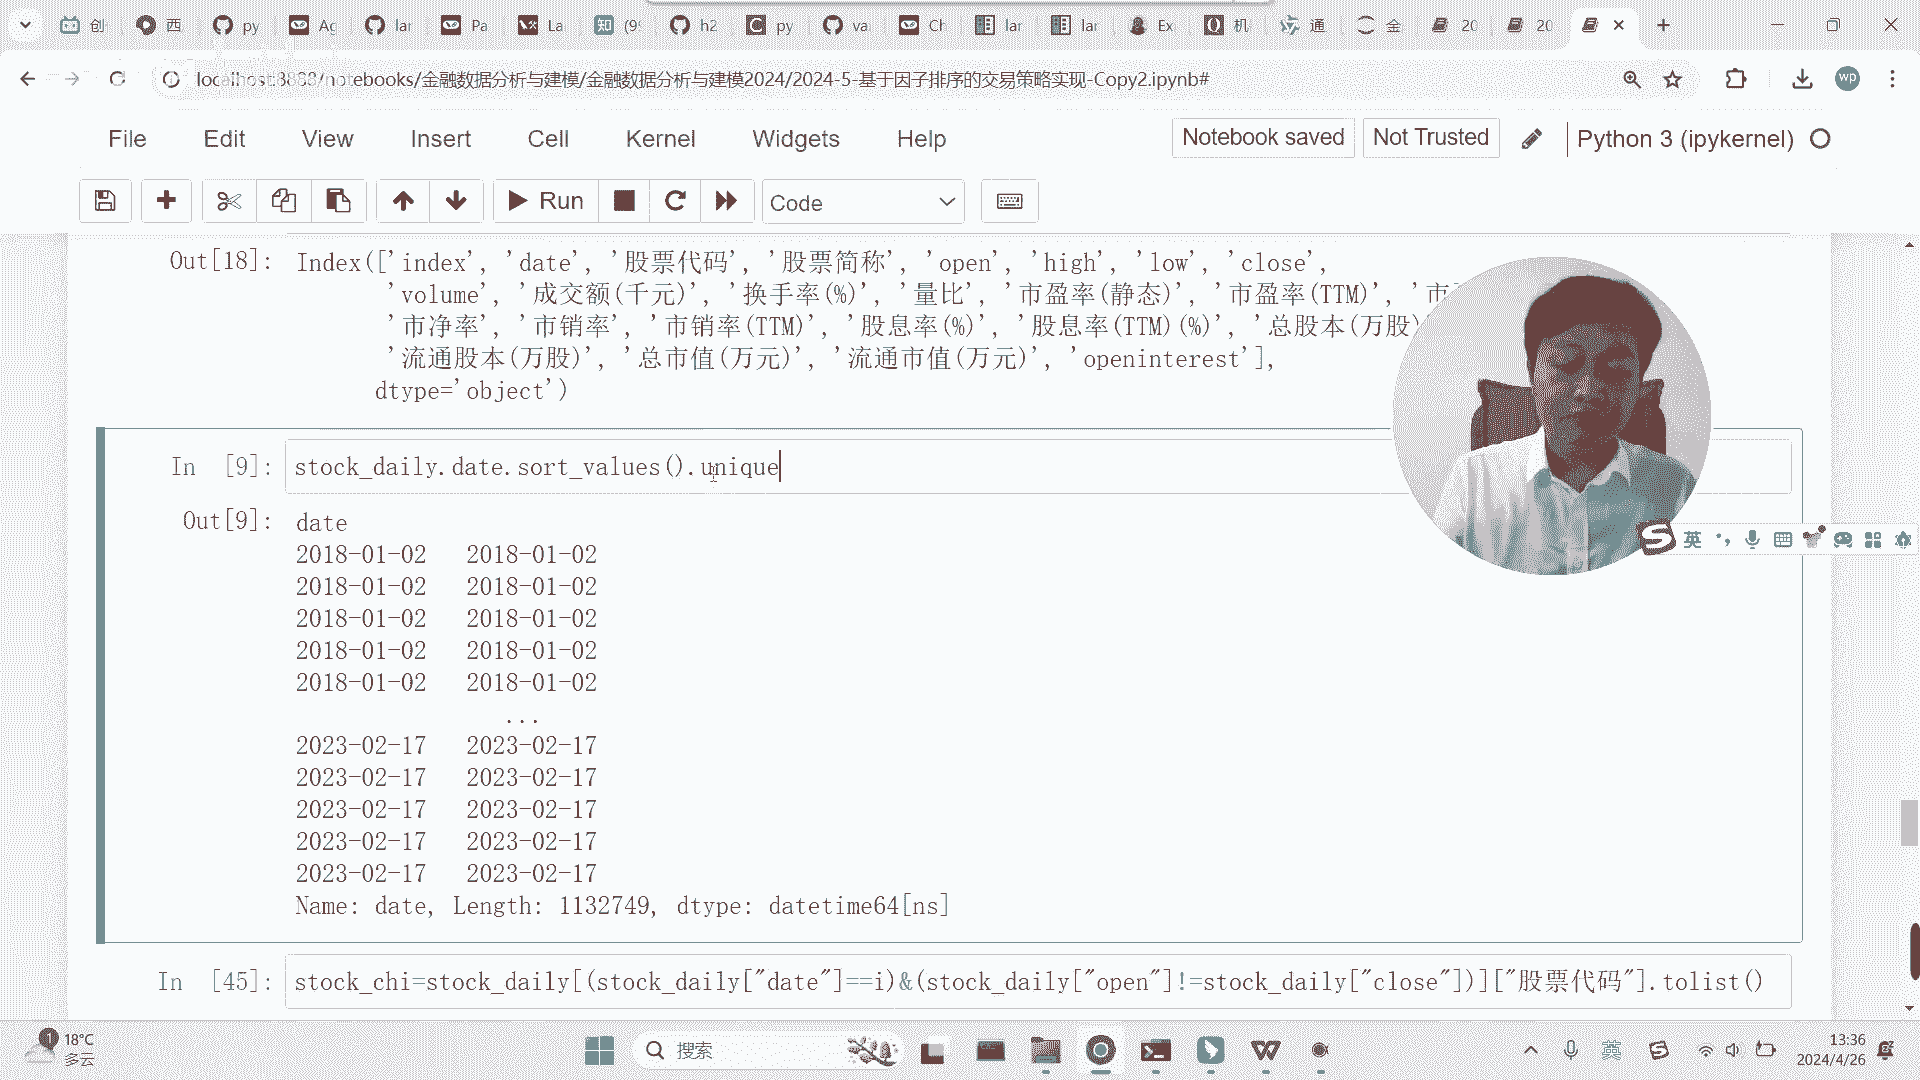 创 西 py Ag lar Pa La (9 h2 py va Ch lar lar Ex 机 通 金 20 20
localhost:8888/notebooks/金融数据分析与建模/金融数据分析与建模2024/2024-5-基于因子排序的交易策略实现-Copy2.ipynb#
wp
File Edit View Insert Cell Kernel Widgets Help
Notebook saved Not Trusted Python 3 (ipykernel)
Run Code
Out[18]: Index(['index', 'date', '股票代码', '股票简称', 'open', 'high', 'low', 'close',
'volume', '成交额(千元)', '换手率(%)', '量比', '市盈率(静态)', '市盈率(TTM)',
'市净率', '市销率', '市销率(TTM)', '股息率(%)', '股息率(TTM)(%)', '总股本(万股)
'流通股本(万股)', '总市值(万元)', '流通市值(万元)', 'openinterest'],
dtype='object')
In [9]: stock_daily.date.sort_values().unique
Out[9]: date
2018-01-02 2018-01-02
2018-01-02 2018-01-02
2018-01-02 2018-01-02
2018-01-02 2018-01-02
2018-01-02 2018-01-02
...
2023-02-17 2023-02-17
2023-02-17 2023-02-17
2023-02-17 2023-02-17
2023-02-17 2023-02-17
2023-02-17 2023-02-17
Name: date, Length: 1132749, dtype: datetime64[ns]
英
In [45]: stock_chi=stock_daily[(stock_daily["date"]==i)&(stock_daily["open"]!=stock_daily["close"])]["股票代码"].tolist()
1 18°C
多云
搜索
英
13:36
2024/4/26